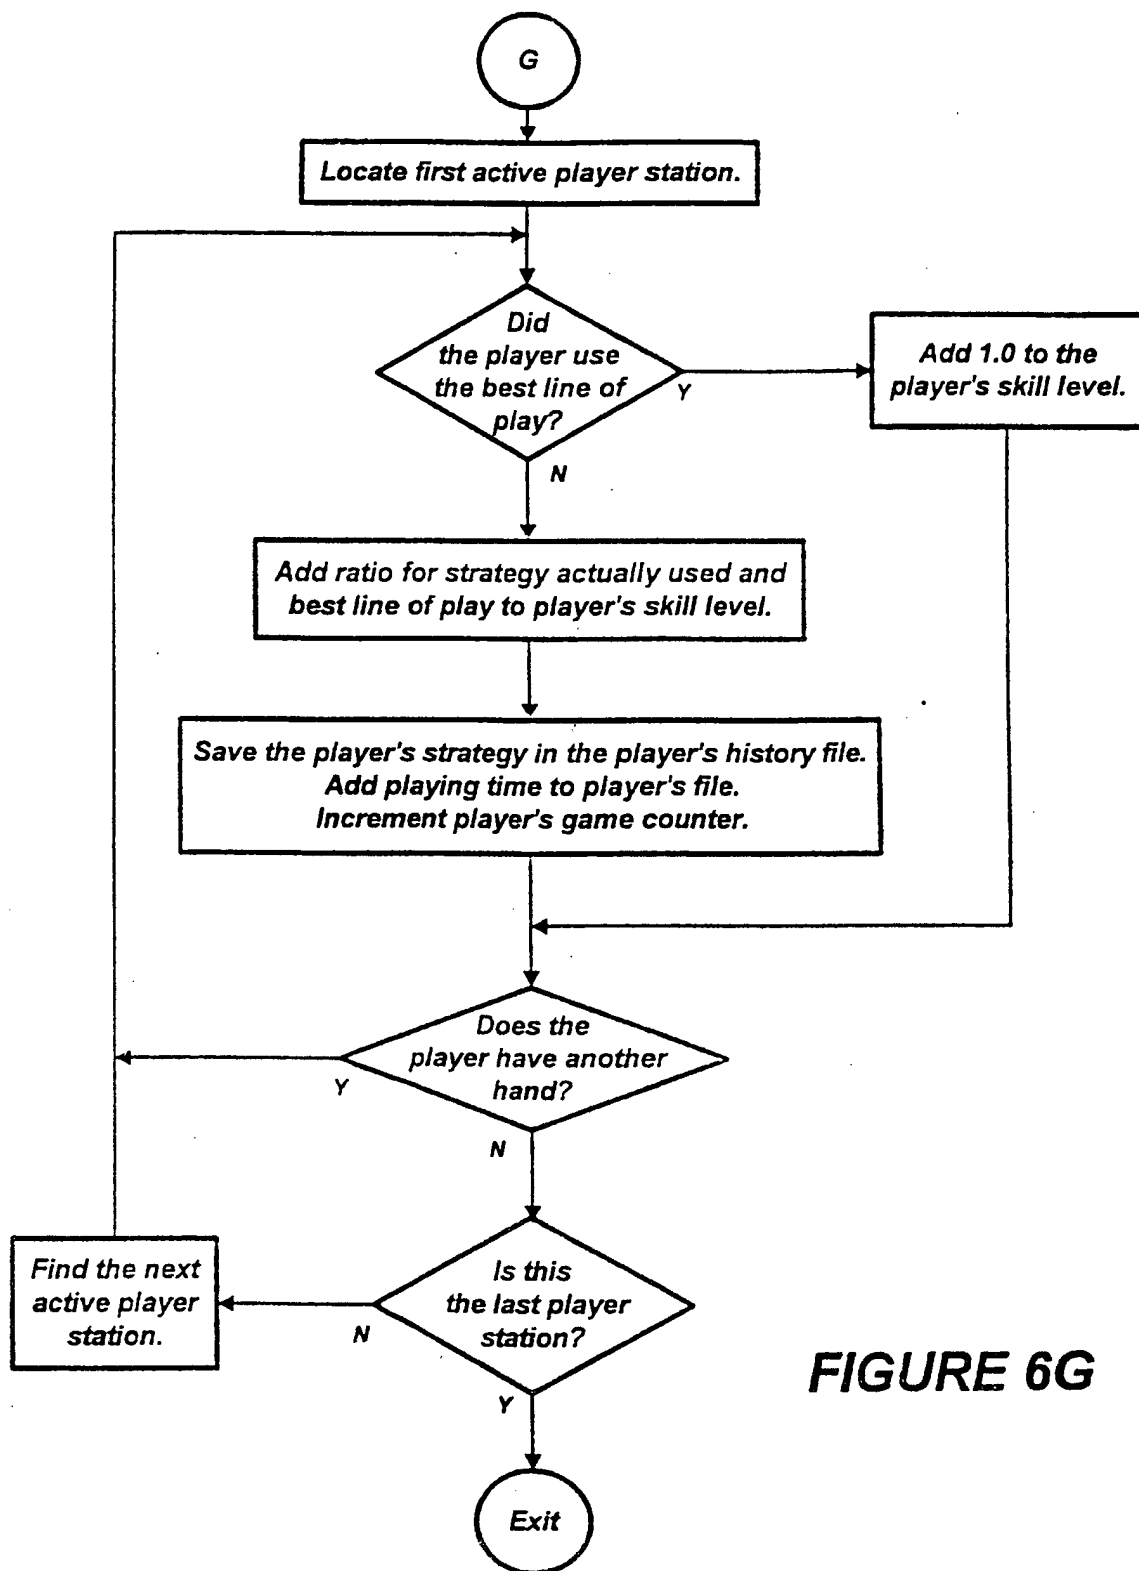 G
Locate first active player station.
Did
the player use
the best line of
play?
Y
Add 1.0 to the
player's skill level.
N
Add ratio for strategy actually used and
best line of play to player's skill level.
Save the player's strategy in the player's history file.
Add playing time to player's file.
Increment player's game counter.
Does the
player have another
hand?
Y
N
Is this
the last player
station?
N
Find the next
active player
station.
Y
Exit
FIGURE 6G